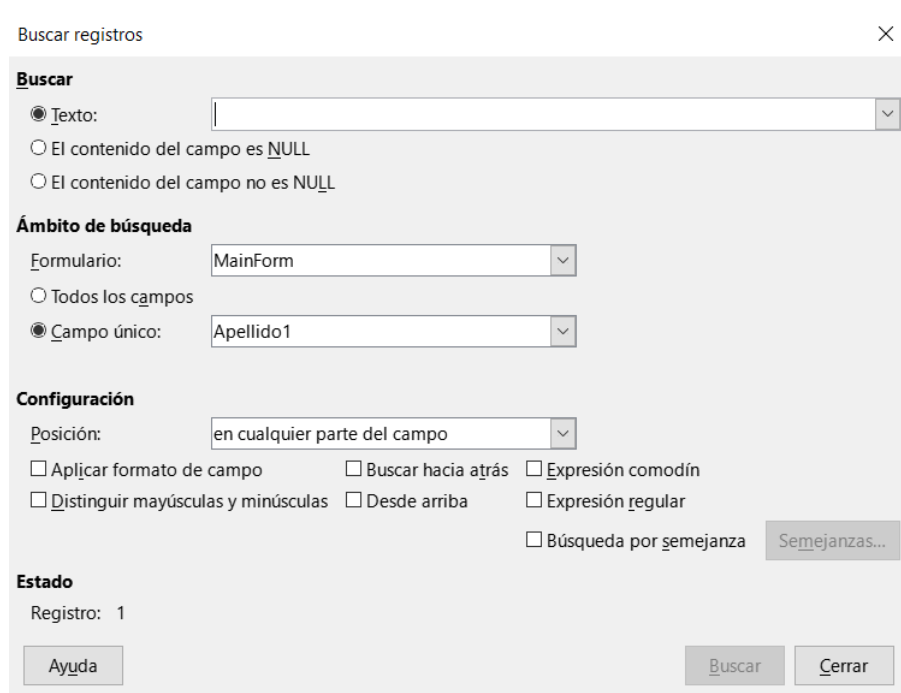 Buscar registros
Buscar
Texto:
El contenido del campo es NULL
El contenido del campo no es NULL
Ámbito de búsqueda
Formulario: MainForm
Todos los campos
Campo único: Apellido1
Configuración
Posición: en cualquier parte del campo
Aplicar formato de campo Buscar hacia atrás Expresión comodín
Distinguir mayúsculas y minúsculas Desde arriba Expresión regular
Búsqueda por semejanza Semejanzas...
Estado
Registro: 1
Ayuda Buscar Cerrar